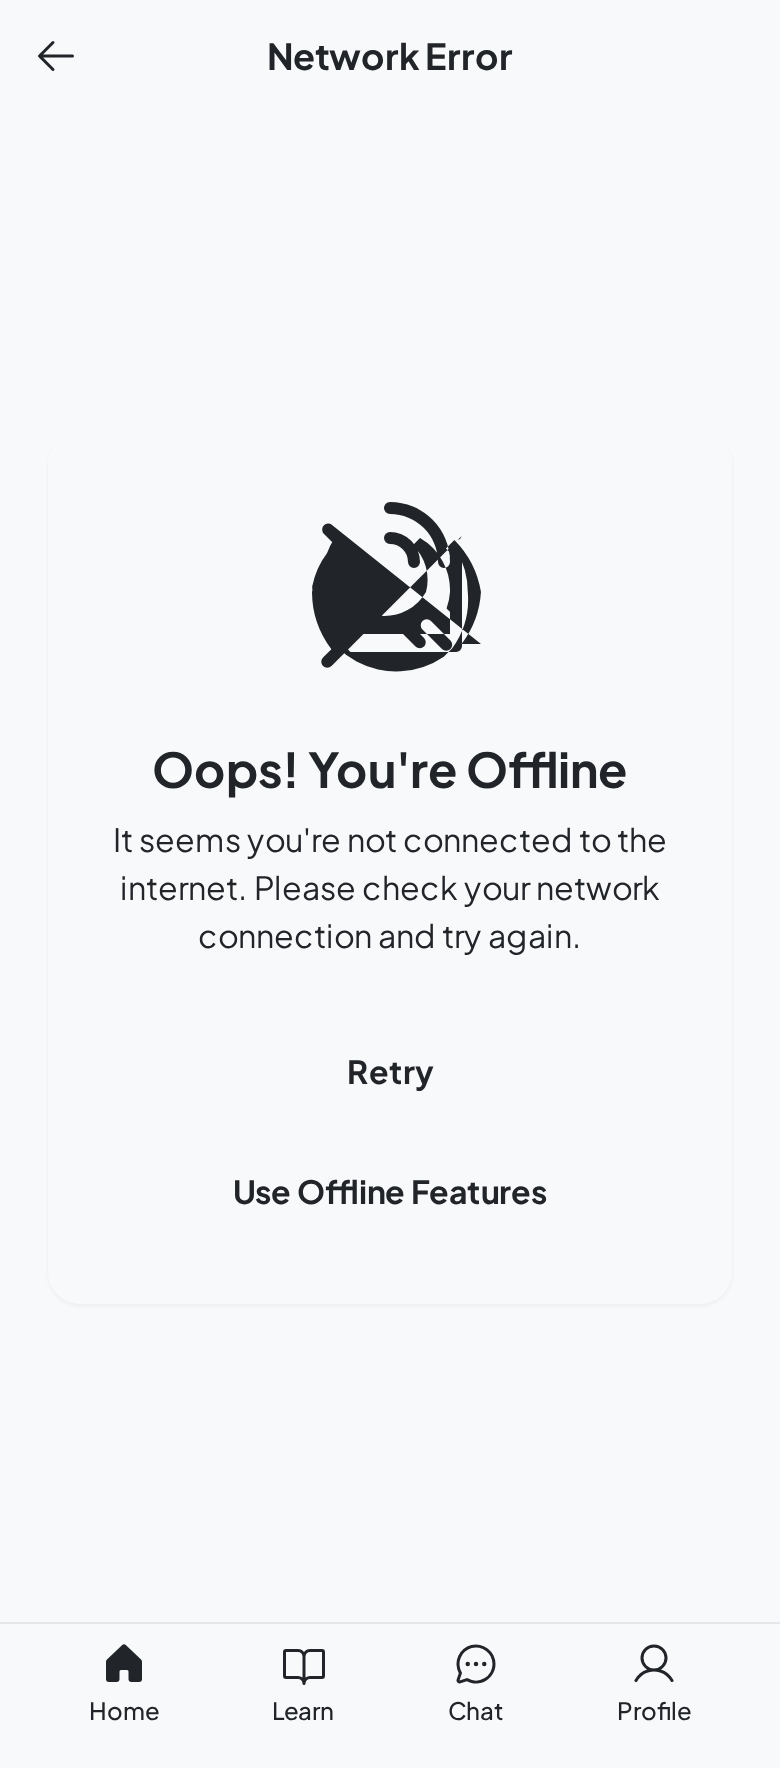 Network Error
Oops! You're Offline
It seems you're not connected to the
internet. Please check your network
connection and try again.
Retry
Use Offline Features
Home
Learn
Chat
Profile